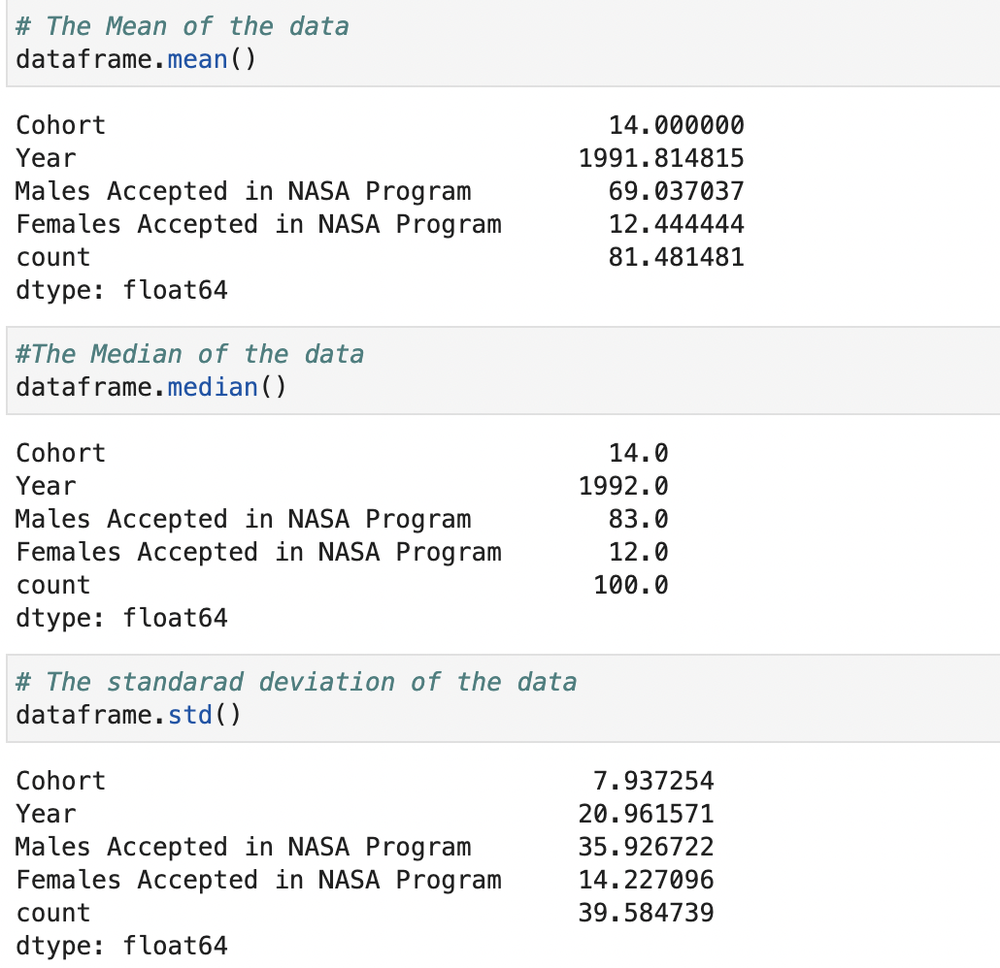 # The Mean of the data
dataframe.mean()
Cohort 14.000000
Year 1991.814815
Males Accepted in NASA Program 69.037037
Females Accepted in NASA Program 12.444444
count 81.481481
dtype: float64
#The Median of the data
dataframe.median()
Cohort 14.0
Year 1992.0
Males Accepted in NASA Program 83.0
Females Accepted in NASA Program 12.0
count 100.0
dtype: float64
# The standarad deviation of the data
dataframe.std()
Cohort 7.937254
Year 20.961571
Males Accepted in NASA Program 35.926722
Females Accepted in NASA Program 14.227096
count 39.584739
dtype: float64